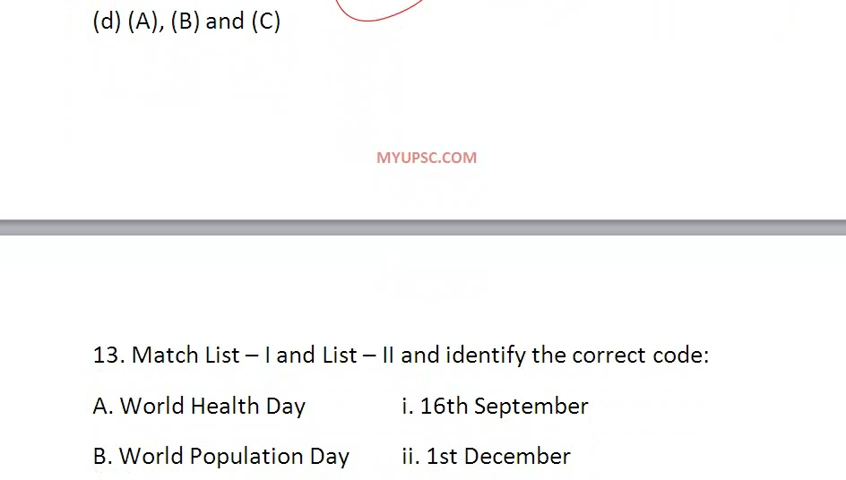 (d) (A), (B) and (C)
MYUPSC.COM
13. Match List – I and List – II and identify the correct code:
A. World Health Day i. 16th September
B. World Population Day ii. 1st December